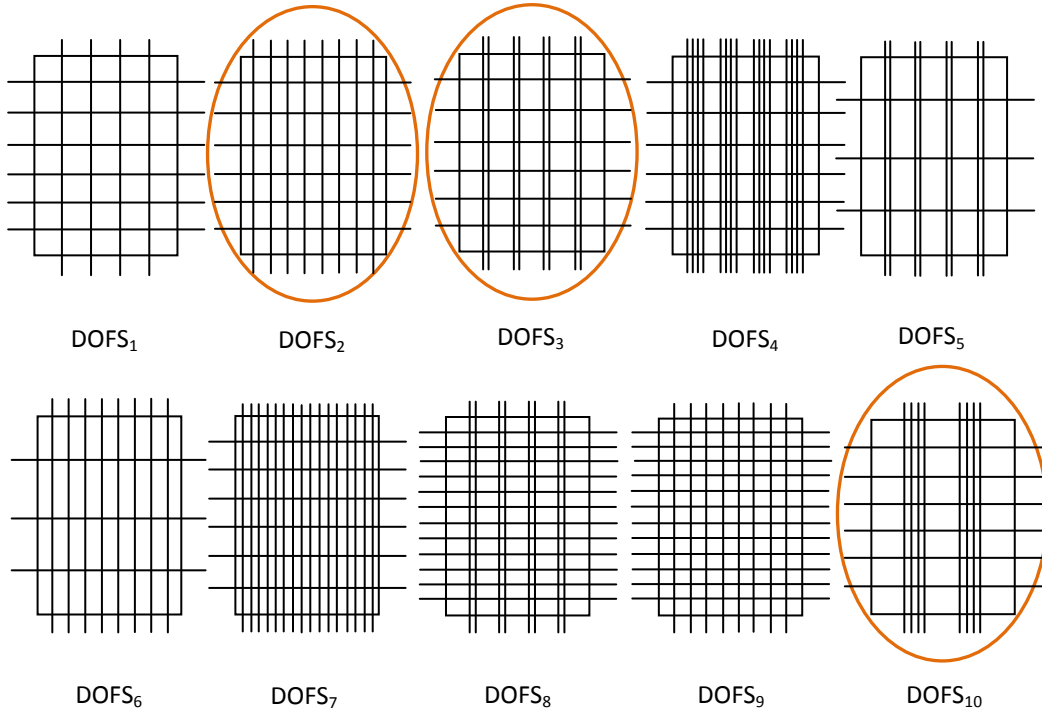 DOFS₁ DOFS₂ DOFS₃ DOFS₄ DOFS₅
DOFS₆ DOFS₇ DOFS₈ DOFS₉ DOFS₁₀